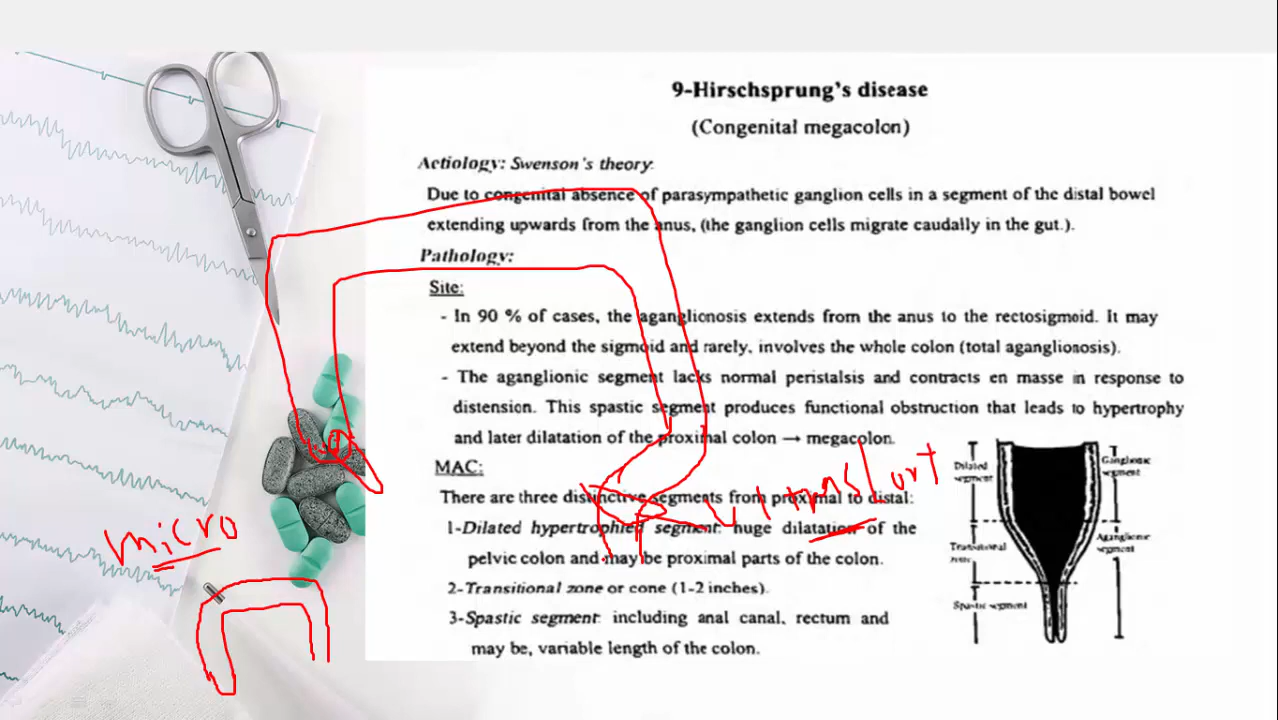 9-Hirschsprung's disease
(Congenital megacolon)
Aetiology: Swenson's theory.
Due to congenital absence of parasympathetic ganglion cells in a segment of the distal bowel
extending upwards from the anus, (the ganglion cells migrate caudally in the gut.).
Pathology:
Site:
- In 90 % of cases, the aganglionosis extends from the anus to the rectosigmoid. It may
extend beyond the sigmoid and rarely, involves the whole colon (total aganglionosis).
- The aganglionic segment lacks normal peristalsis and contracts en masse in response to
distension. This spastic segment produces functional obstruction that leads to hypertrophy
and later dilatation of the proximal colon → megacolon.
MAC:
There are three distinctive segments from proximal to distal:
1-Dilated hypertrophied segment: huge dilatation of the
pelvic colon and may be proximal parts of the colon.
2-Transitional zone or cone (1-2 inches).
3-Spastic segment: including anal canal, rectum and
may be, variable length of the colon.
Dilated
segment
Ganglionic
segment
Transitional
zone
Aganglionic
segment
Spastic segment
micro